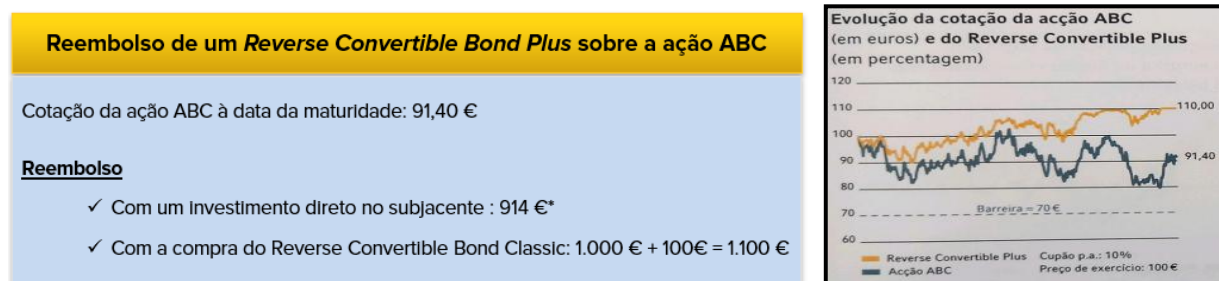 Reembolso de um Reverse Convertible Bond Plus sobre a ação ABC
Cotação da ação ABC à data da maturidade: 91,40 €
Reembolso
✓ Com um investimento direto no subjacente : 914 €*
✓ Com a compra do Reverse Convertible Bond Classic: 1.000 € + 100€ = 1.100 €
Evolução da cotação da acção ABC
(em euros) e do Reverse Convertible Plus
(em percentagem)
120
110
110,00
100
90
91,40
80
Barreira = 70 €
70
60
Reverse Convertible Plus Cupão p.a.: 10%
Acção ABC Preço de exercício: 100 €